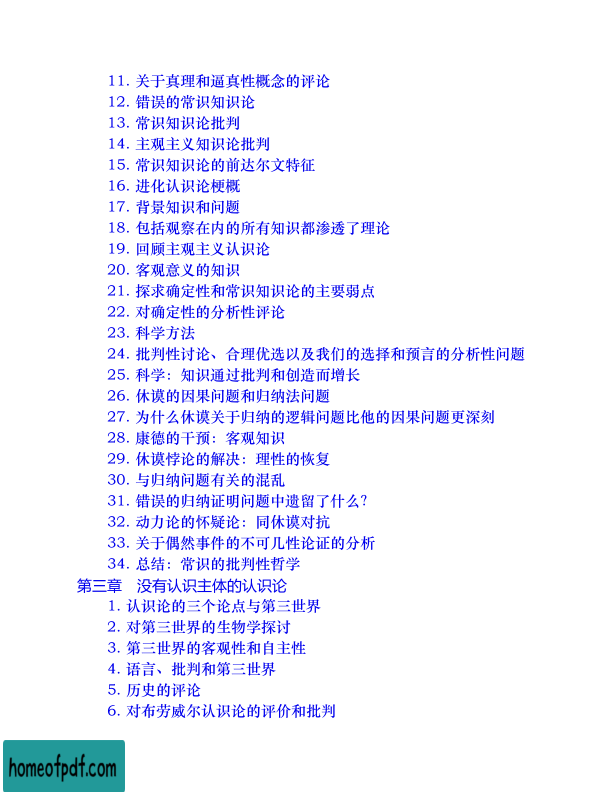 11. 关于真理和逼真性概念的评论
12. 错误的常识知识论
13. 常识知识论批判
14. 主观主义知识论批判
15. 常识知识论的前达尔文特征
16. 进化认识论梗概
17. 背景知识和问题
18. 包括观察在内的所有知识都渗透了理论
19. 回顾主观主义认识论
20. 客观意义的知识
21. 探求确定性和常识知识论的主要弱点
22. 对确定性的分析性评论
23. 科学方法
24. 批判性讨论、合理优选以及我们的选择和预言的分析性问题
25. 科学：知识通过批判和创造而增长
26. 休谟的因果问题和归纳法问题
27. 为什么休谟关于归纳的逻辑问题比他的因果问题更深刻
28. 康德的干预：客观知识
29. 休谟悖论的解决：理性的恢复
30. 与归纳问题有关的混乱
31. 错误的归纳证明问题中遗留了什么？
32. 动力论的怀疑论：同休谟对抗
33. 关于偶然事件的不可几性论证的分析
34. 总结：常识的批判性哲学
第三章　没有认识主体的认识论
1. 认识论的三个论点与第三世界
2. 对第三世界的生物学探讨
3. 第三世界的客观性和自主性
4. 语言、批判和第三世界
5. 历史的评论
6. 对布劳威尔认识论的评价和批判
homeofpdf.com